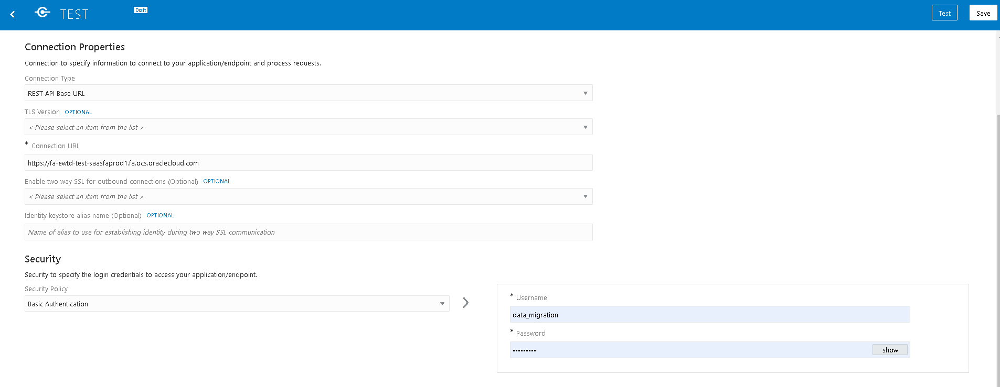 TEST
Draft
Test
Save
Connection Properties
Connection to specify information to connect to your application/endpoint and process requests.
Connection Type
REST API Base URL
TLS Version OPTIONAL
< Please select an item from the list >
* Connection URL
https://fa-ewtd-test-saasfaprod1.fa.ocs.oraclecloud.com
Enable two way SSL for outbound connections (Optional) OPTIONAL
< Please select an item from the list >
Identity keystore alias name (Optional) OPTIONAL
Name of alias to use for establishing identity during two way SSL communication
Security
Security to specify the login credentials to access your application/endpoint.
Security Policy
Basic Authentication
* Username
data_migration
* Password
•••••••••
show